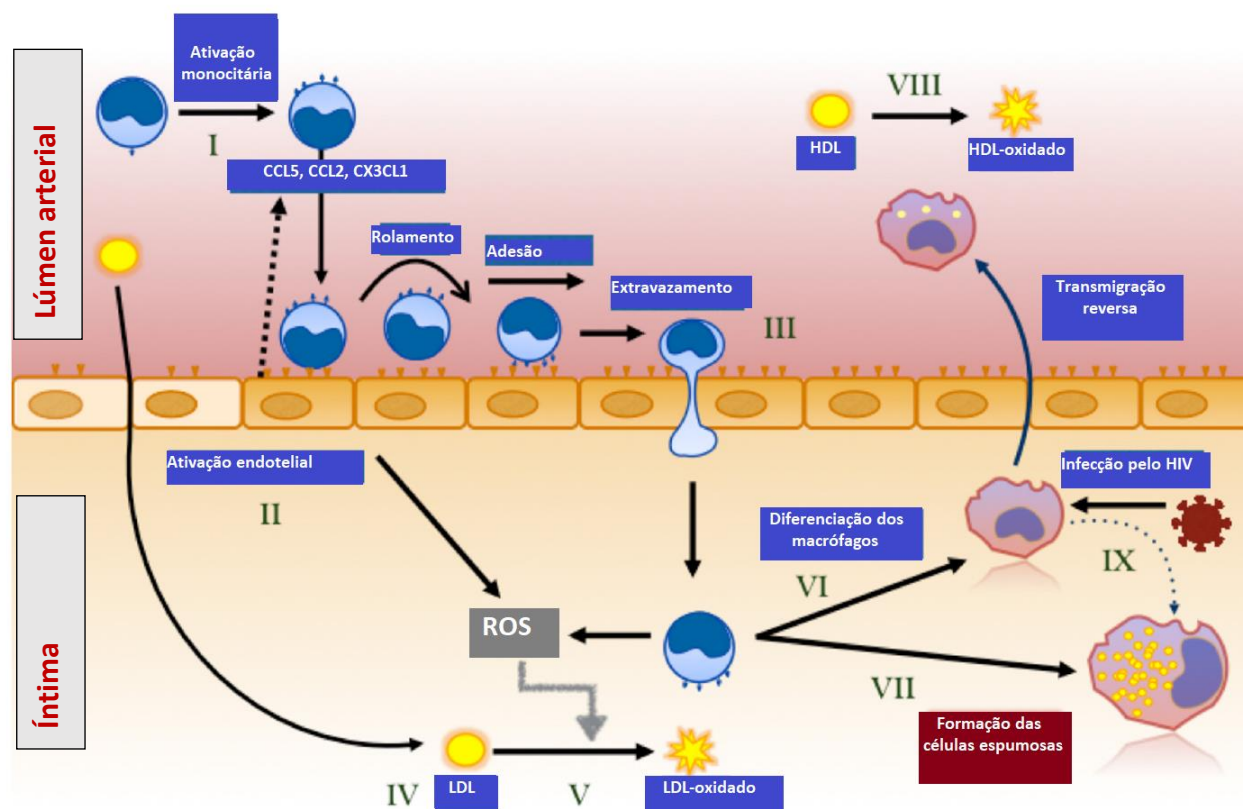 Lúmen arterial
Ativação
monocitária
I
CCL5, CCL2, CX3CL1
Rolamento
Adesão
Extravazamento
III
VIII
HDL
HDL-oxidado
Transmigração
reversa
Íntima
Ativação endotelial
II
Infecção pelo HIV
Diferenciação dos
macrófagos
VI
IX
ROS
VII
Formação das
células espumosas
IV
LDL
V
LDL-oxidado